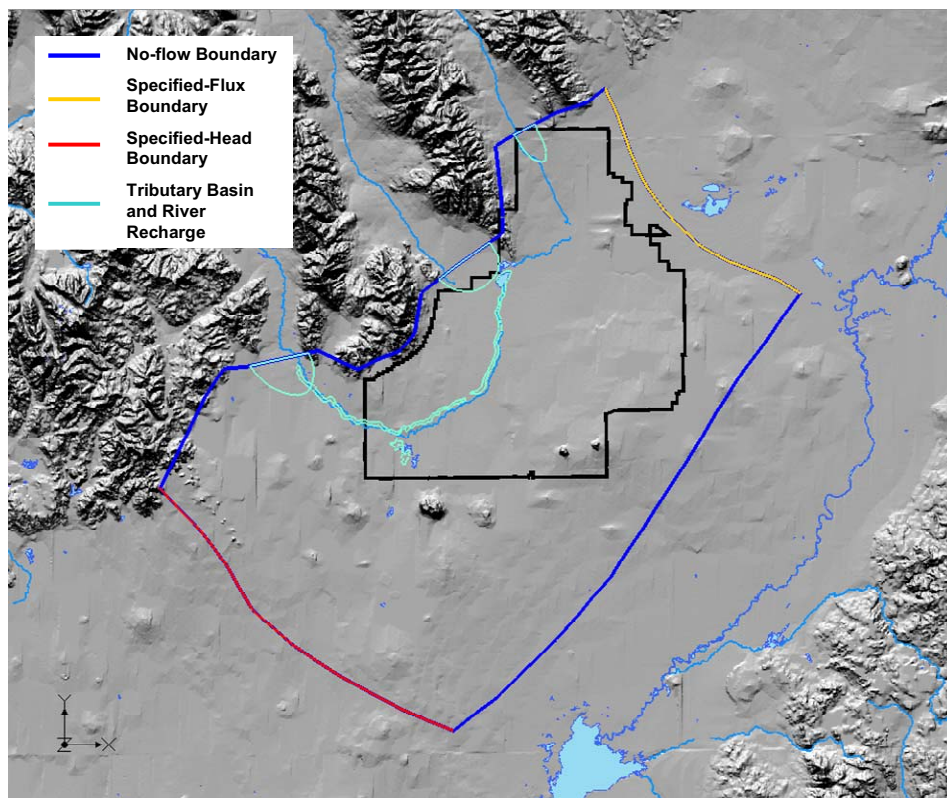 No-flow Boundary
Specified-Flux
Boundary
Specified-Head
Boundary
Tributary Basin
and River
Recharge
Y
Z
X